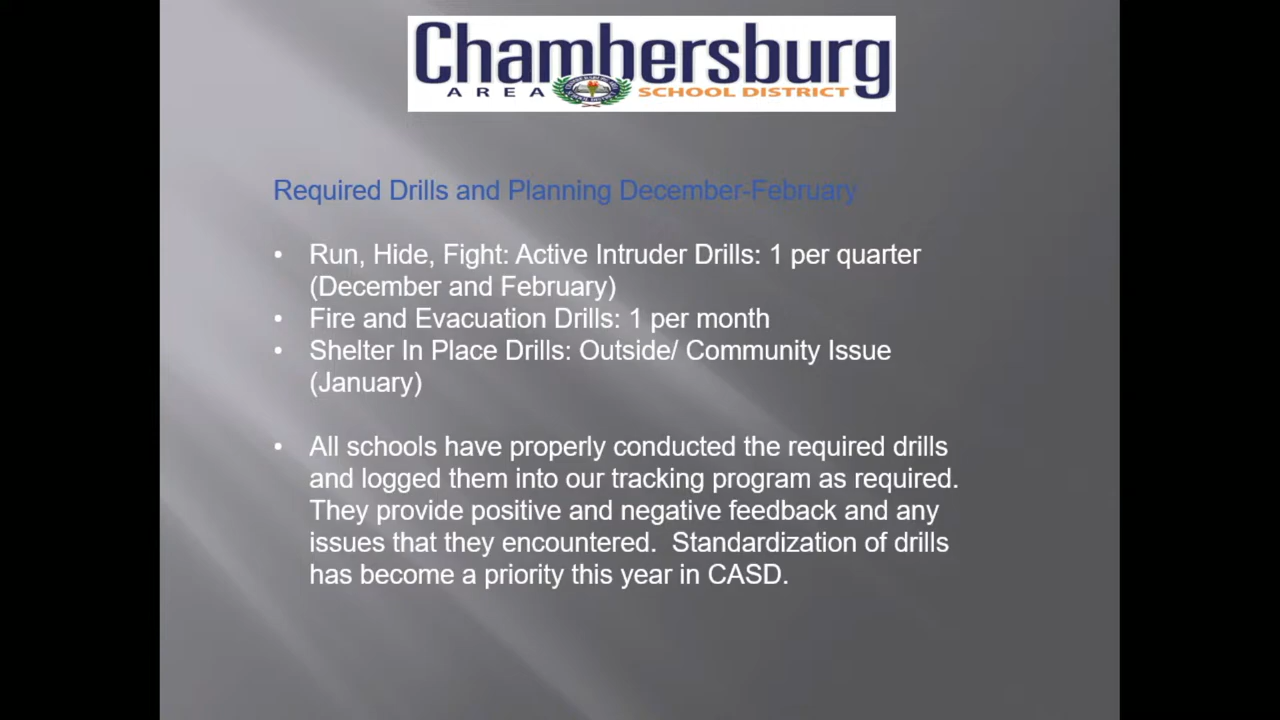 Chambersburg
AREA SCHOOL DISTRICT
Required Drills and Planning December-February
• Run, Hide, Fight: Active Intruder Drills: 1 per quarter
(December and February)
• Fire and Evacuation Drills: 1 per month
• Shelter In Place Drills: Outside/ Community Issue
(January)
• All schools have properly conducted the required drills
and logged them into our tracking program as required.
They provide positive and negative feedback and any
issues that they encountered.  Standardization of drills
has become a priority this year in CASD.